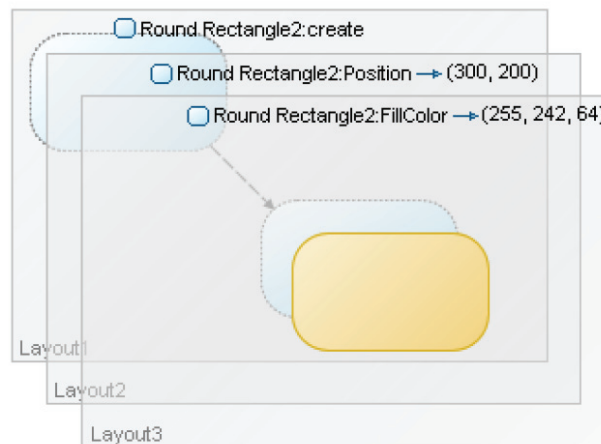 Round Rectangle2:create
Round Rectangle2:Position → (300, 200)
Round Rectangle2:FillColor → (255, 242, 64)
Layout1
Layout2
Layout3